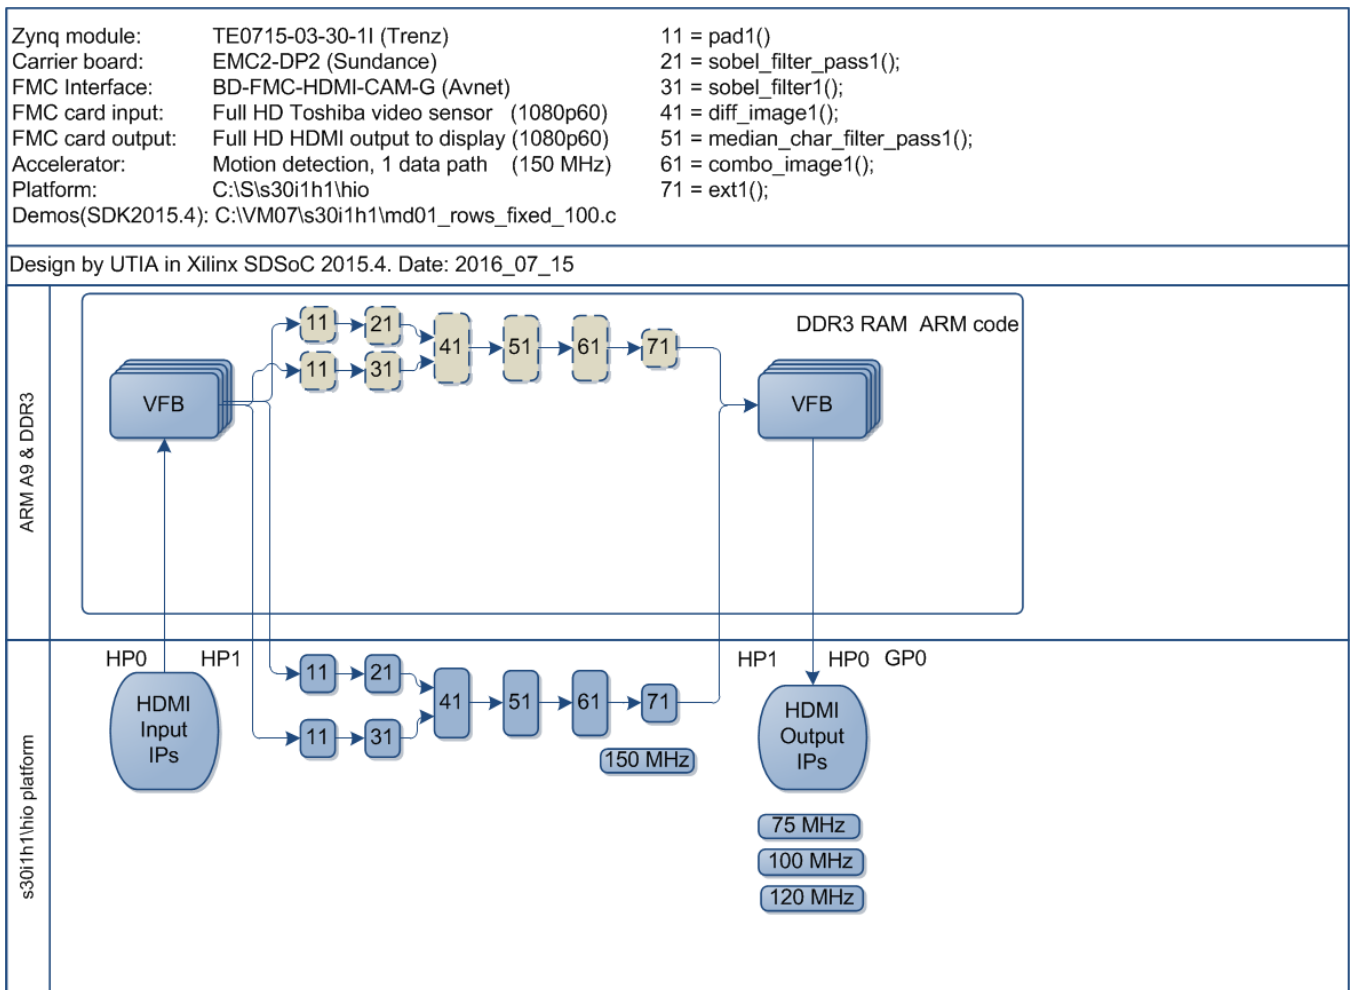 Zynq module: TE0715-03-30-1I (Trenz)
Carrier board: EMC2-DP2 (Sundance)
FMC Interface: BD-FMC-HDMI-CAM-G (Avnet)
FMC card input: Full HD Toshiba video sensor (1080p60)
FMC card output: Full HD HDMI output to display (1080p60)
Accelerator: Motion detection, 1 data path (150 MHz)
Platform: C:\S\s30i1h1\hio
Demos(SDK2015.4): C:\VM07\s30i1h1\md01_rows_fixed_100.c
11 = pad1()
21 = sobel_filter_pass1();
31 = sobel_filter1();
41 = diff_image1();
51 = median_char_filter_pass1();
61 = combo_image1();
71 = ext1();
Design by UTIA in Xilinx SDSoC 2015.4. Date: 2016_07_15
ARM A9 & DDR3
DDR3 RAM ARM code
VFB
11
21
11
31
41
51
61
71
VFB
s30i1h1\hio platform
HP0
HP1
HDMI
Input
IPs
11
21
11
31
41
51
61
71
150 MHz
HP1
HP0
GP0
HDMI
Output
IPs
75 MHz
100 MHz
120 MHz